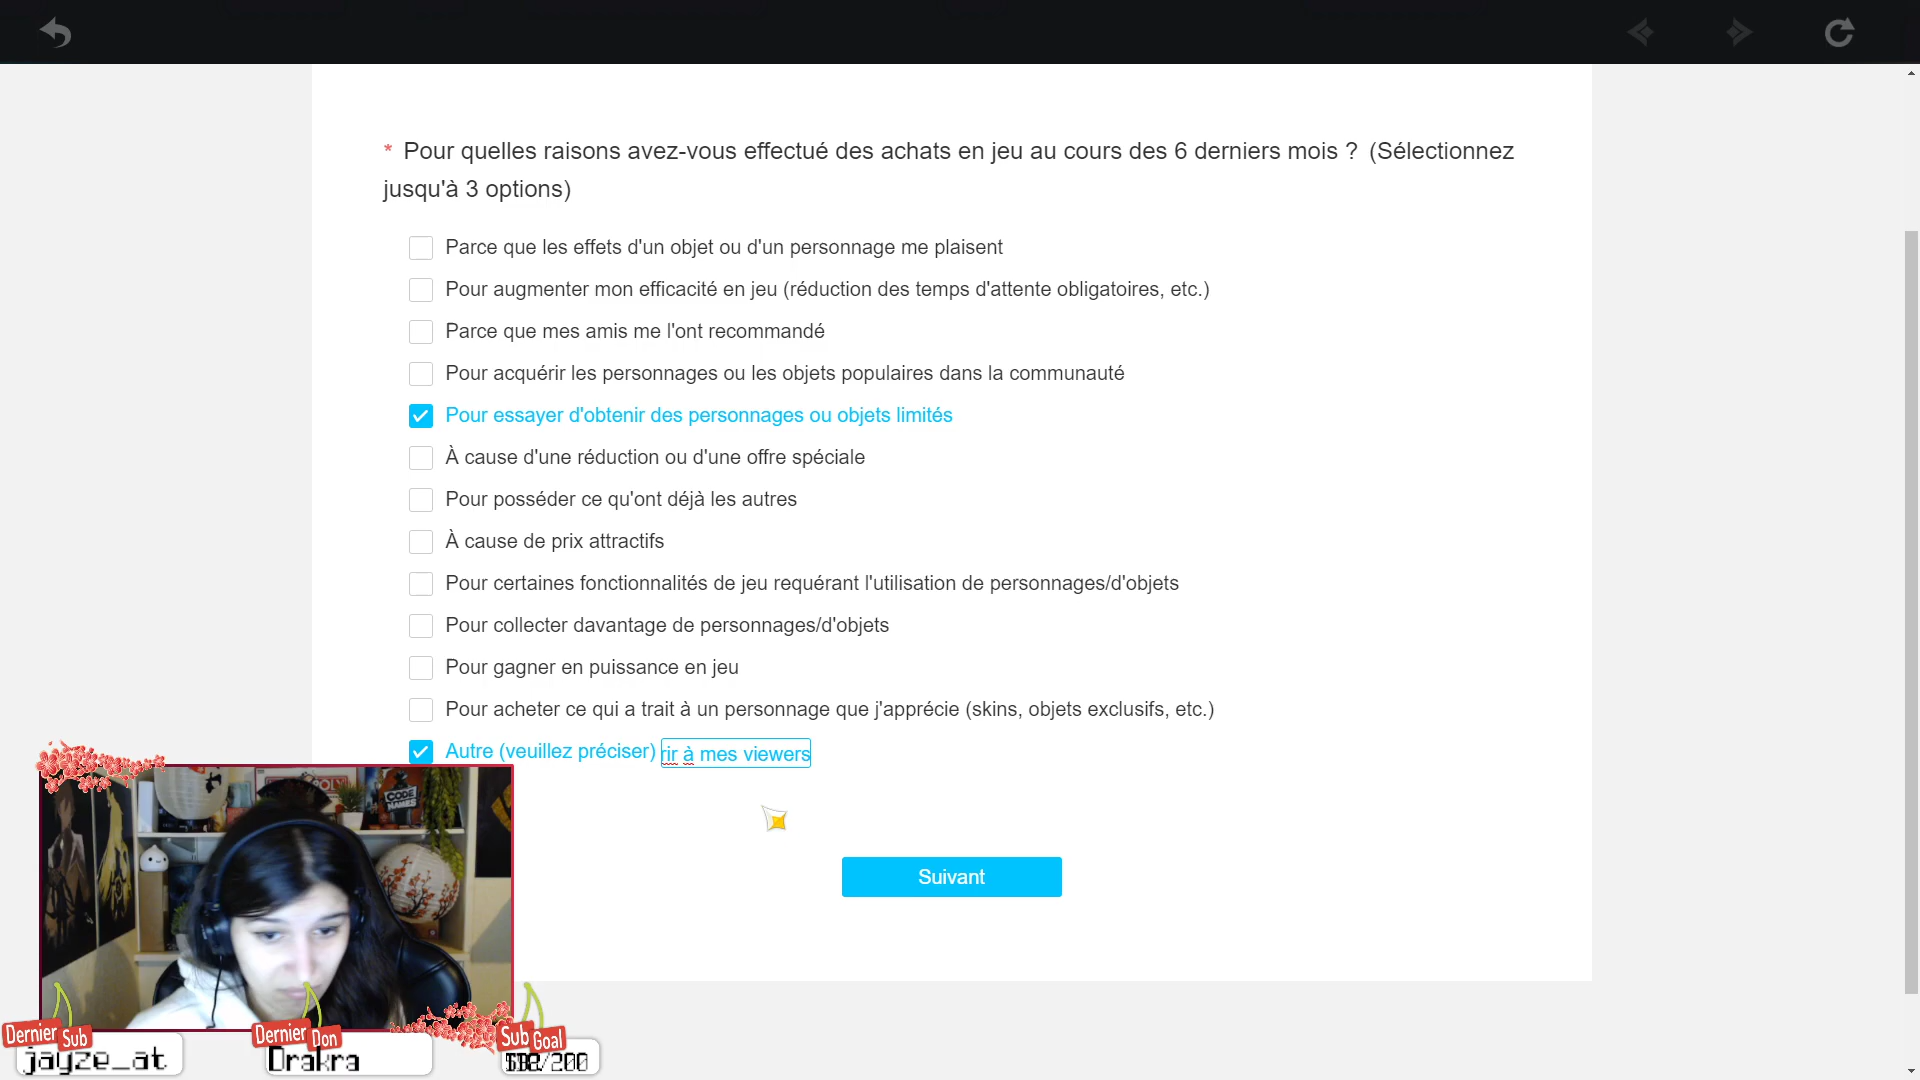 * Pour quelles raisons avez-vous effectué des achats en jeu au cours des 6 derniers mois ? (Sélectionnez
jusqu'à 3 options)
Parce que les effets d'un objet ou d'un personnage me plaisent
Pour augmenter mon efficacité en jeu (réduction des temps d'attente obligatoires, etc.)
Parce que mes amis me l'ont recommandé
Pour acquérir les personnages ou les objets populaires dans la communauté
Pour essayer d'obtenir des personnages ou objets limités
À cause d'une réduction ou d'une offre spéciale
Pour posséder ce qu'ont déjà les autres
À cause de prix attractifs
Pour certaines fonctionnalités de jeu requérant l'utilisation de personnages/d'objets
Pour collecter davantage de personnages/d'objets
Pour gagner en puissance en jeu
Pour acheter ce qui a trait à un personnage que j'apprécie (skins, objets exclusifs, etc.)
Autre (veuillez préciser) rir à mes viewers
Suivant
CODE
NAMES
Dernier Sub
jayze_at
Dernier Don
Drakra
Sub Goal
/200